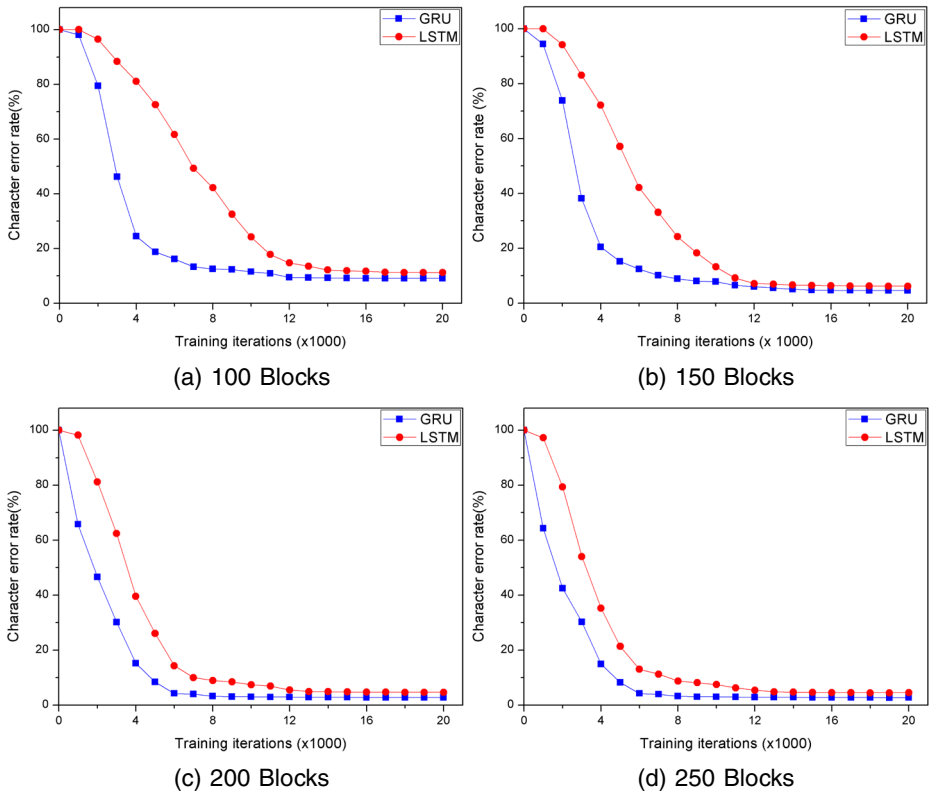 GRU
LSTM
Character error rate(%)
100
80
60
40
20
0
0 4 8 12 16 20
Training iterations (x1000)
(a) 100 Blocks
GRU
LSTM
Character error rate (%)
100
80
60
40
20
0
0 4 8 12 16 20
Training iterations (x 1000)
(b) 150 Blocks
GRU
LSTM
Character error rate(%)
100
80
60
40
20
0
0 4 8 12 16 20
Training iterations (x1000)
(c) 200 Blocks
GRU
LSTM
Character error rate(%)
100
80
60
40
20
0
0 4 8 12 16 20
Training iterations (x1000)
(d) 250 Blocks